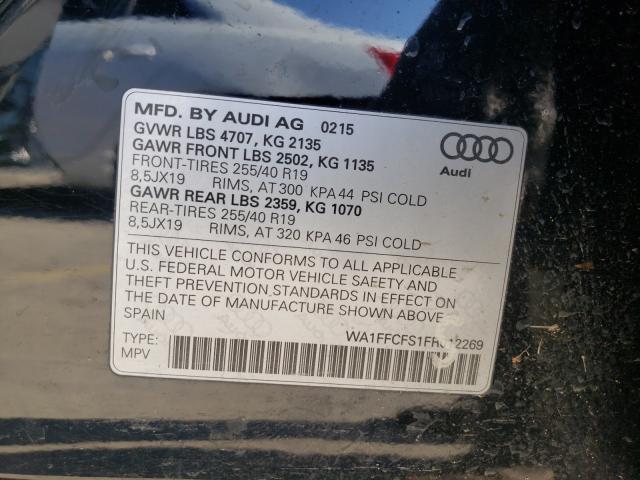 MFD. BY AUDI AG 0215
GVWR LBS 4707, KG 2135
GAWR FRONT LBS 2502, KG 1135
FRONT-TIRES 255/40 R19
8,5JX19 RIMS, AT 300 KPA 44 PSI COLD
GAWR REAR LBS 2359, KG 1070
REAR-TIRES 255/40 R19
8,5JX19 RIMS, AT 320 KPA 46 PSI COLD
Audi
THIS VEHICLE CONFORMS TO ALL APPLICABLE
U.S. FEDERAL MOTOR VEHICLE SAFETY AND
THEFT PREVENTION STANDARDS IN EFFECT ON
THE DATE OF MANUFACTURE SHOWN ABOVE
SPAIN
TYPE:
MPV